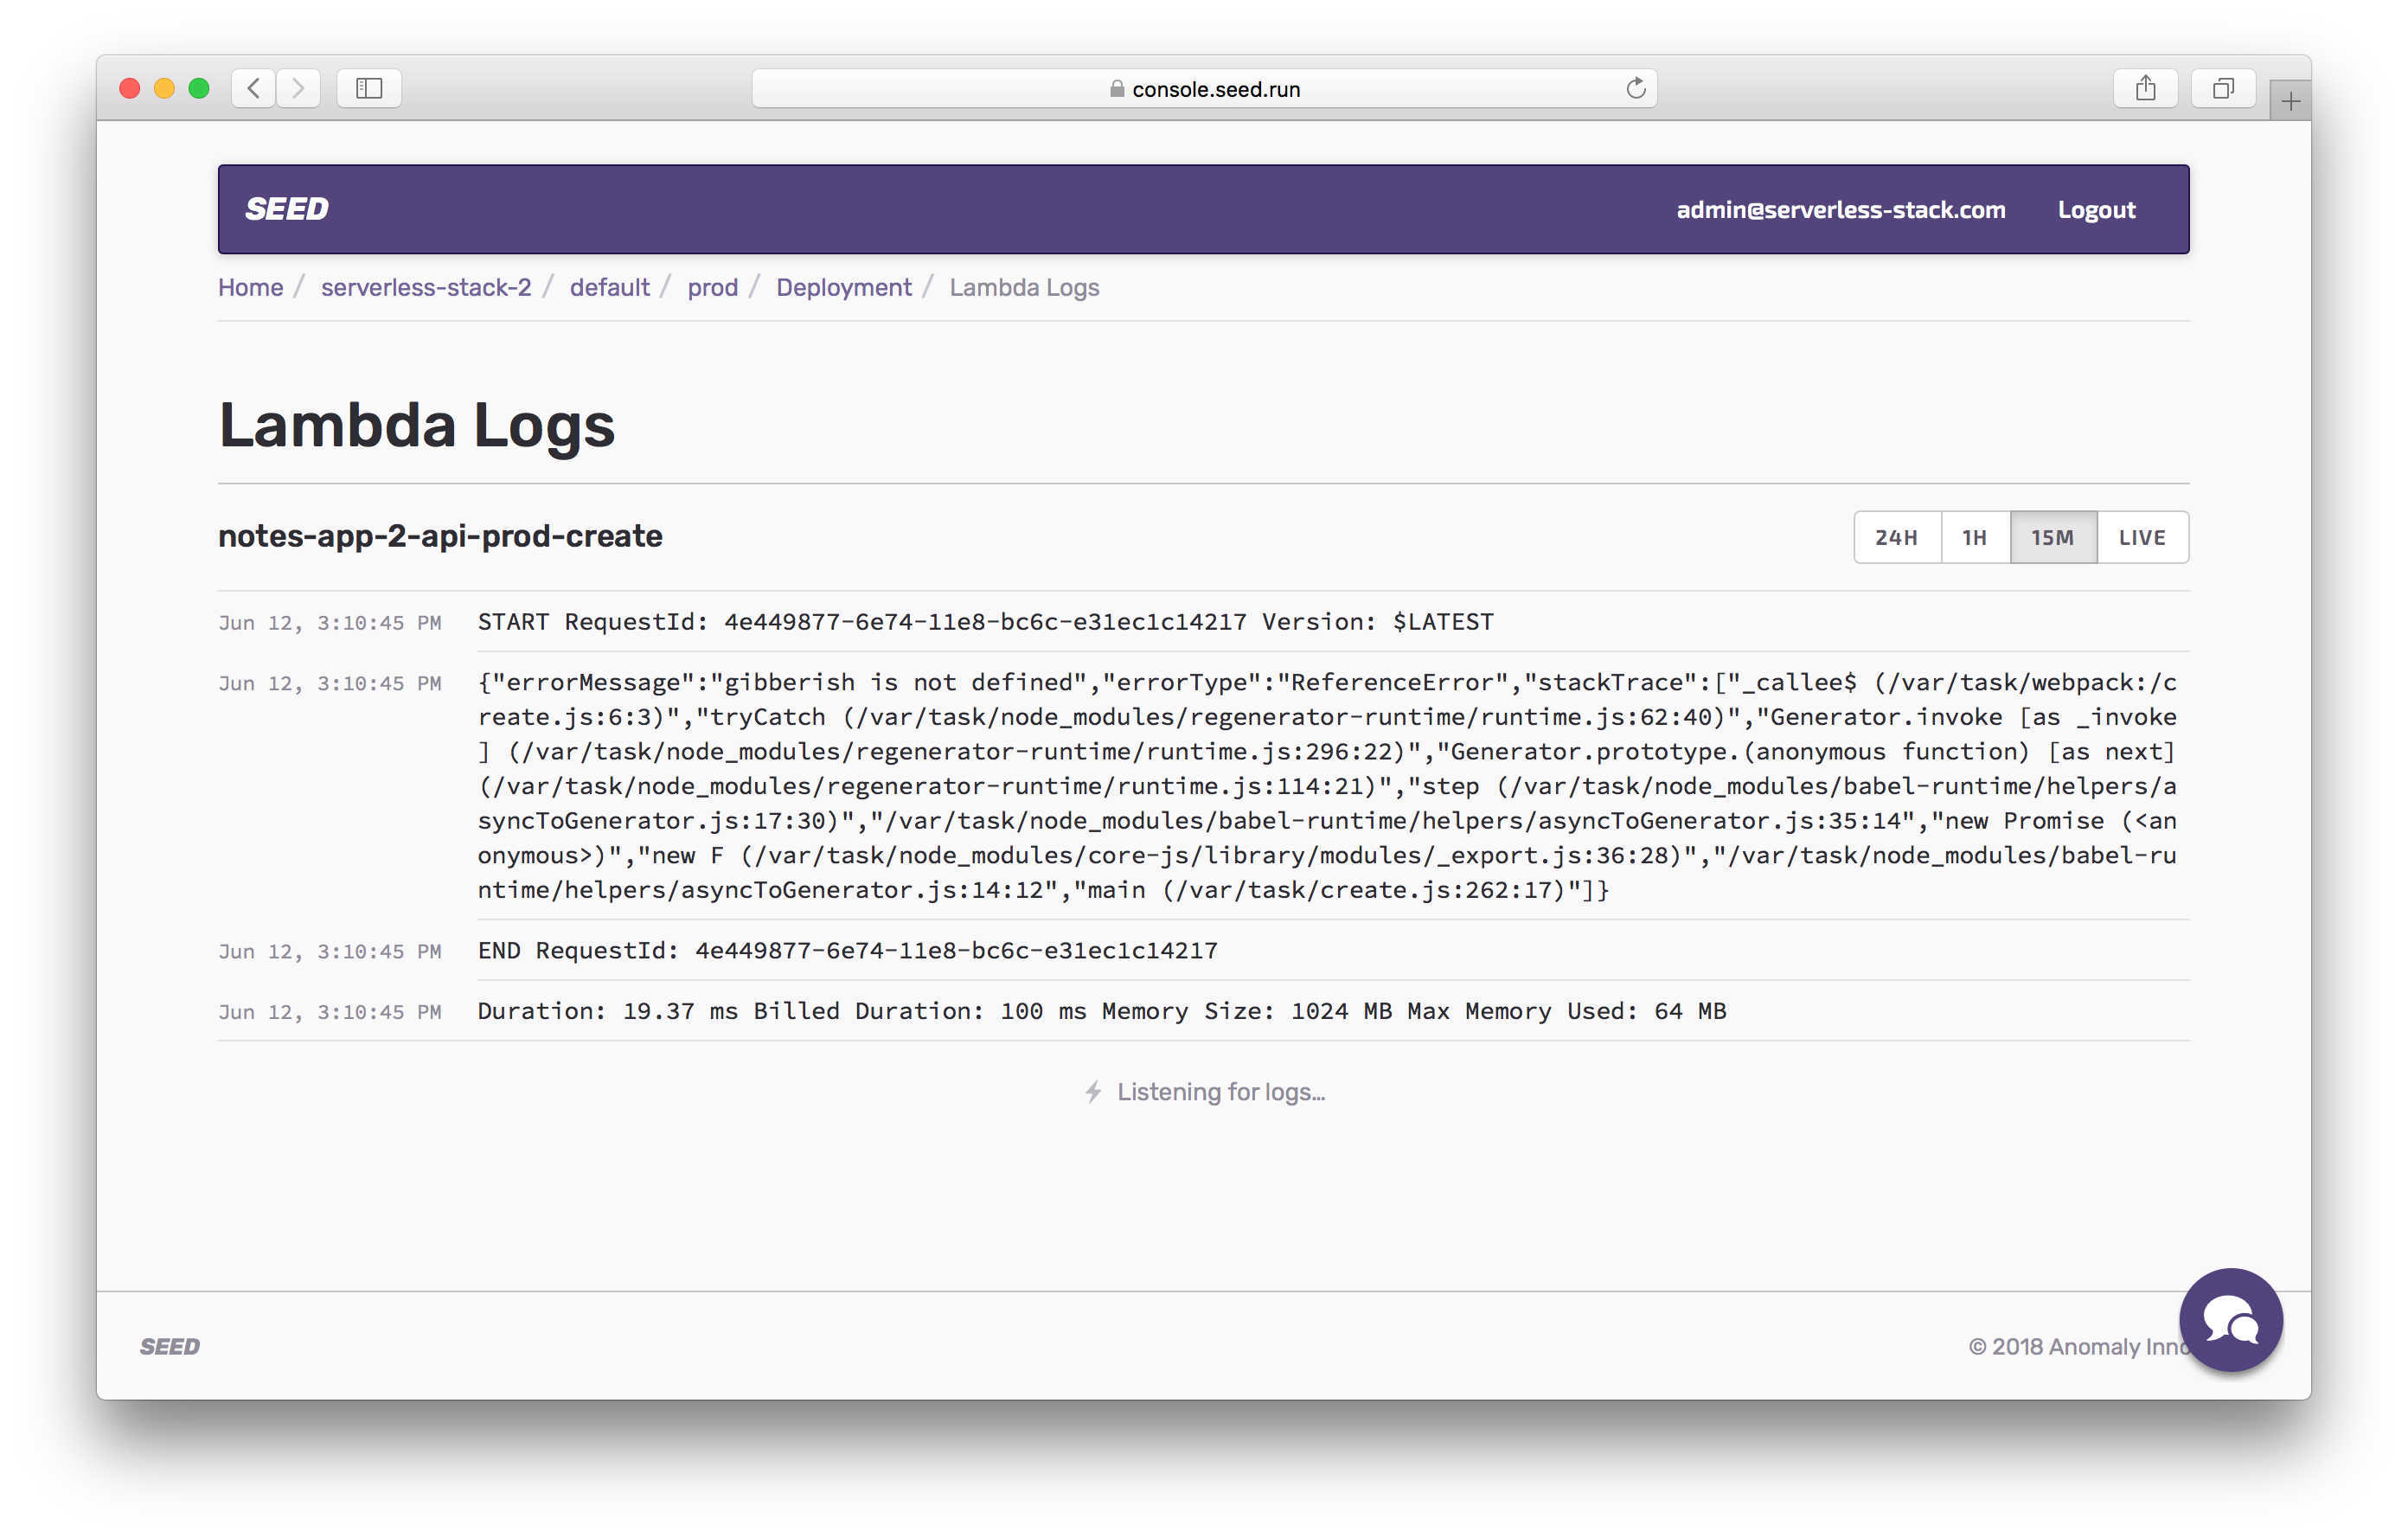 console.seed.run
SEED
admin@serverless-stack.com Logout
Home / serverless-stack-2 / default / prod / Deployment / Lambda Logs
Lambda Logs
notes-app-2-api-prod-create
24H 1H 15M LIVE
Jun 12, 3:10:45 PM START RequestId: 4e449877-6e74-11e8-bc6c-e31ec1c14217 Version: $LATEST
Jun 12, 3:10:45 PM {"errorMessage":"gibberish is not defined","errorType":"ReferenceError","stackTrace":["_callee$ (/var/task/webpack:/c
reate.js:6:3)","tryCatch (/var/task/node_modules/regenerator-runtime/runtime.js:62:40)","Generator.invoke [as _invoke
] (/var/task/node_modules/regenerator-runtime/runtime.js:296:22)","Generator.prototype.(anonymous function) [as next]
(/var/task/node_modules/regenerator-runtime/runtime.js:114:21)","step (/var/task/node_modules/babel-runtime/helpers/a
syncToGenerator.js:17:30)","/var/task/node_modules/babel-runtime/helpers/asyncToGenerator.js:35:14","new Promise (<an
onymous>)","new F (/var/task/node_modules/core-js/library/modules/_export.js:36:28)","/var/task/node_modules/babel-ru
ntime/helpers/asyncToGenerator.js:14:12","main (/var/task/create.js:262:17)"]}
Jun 12, 3:10:45 PM END RequestId: 4e449877-6e74-11e8-bc6c-e31ec1c14217
Jun 12, 3:10:45 PM Duration: 19.37 ms Billed Duration: 100 ms Memory Size: 1024 MB Max Memory Used: 64 MB
Listening for logs...
SEED
© 2018 Anomaly